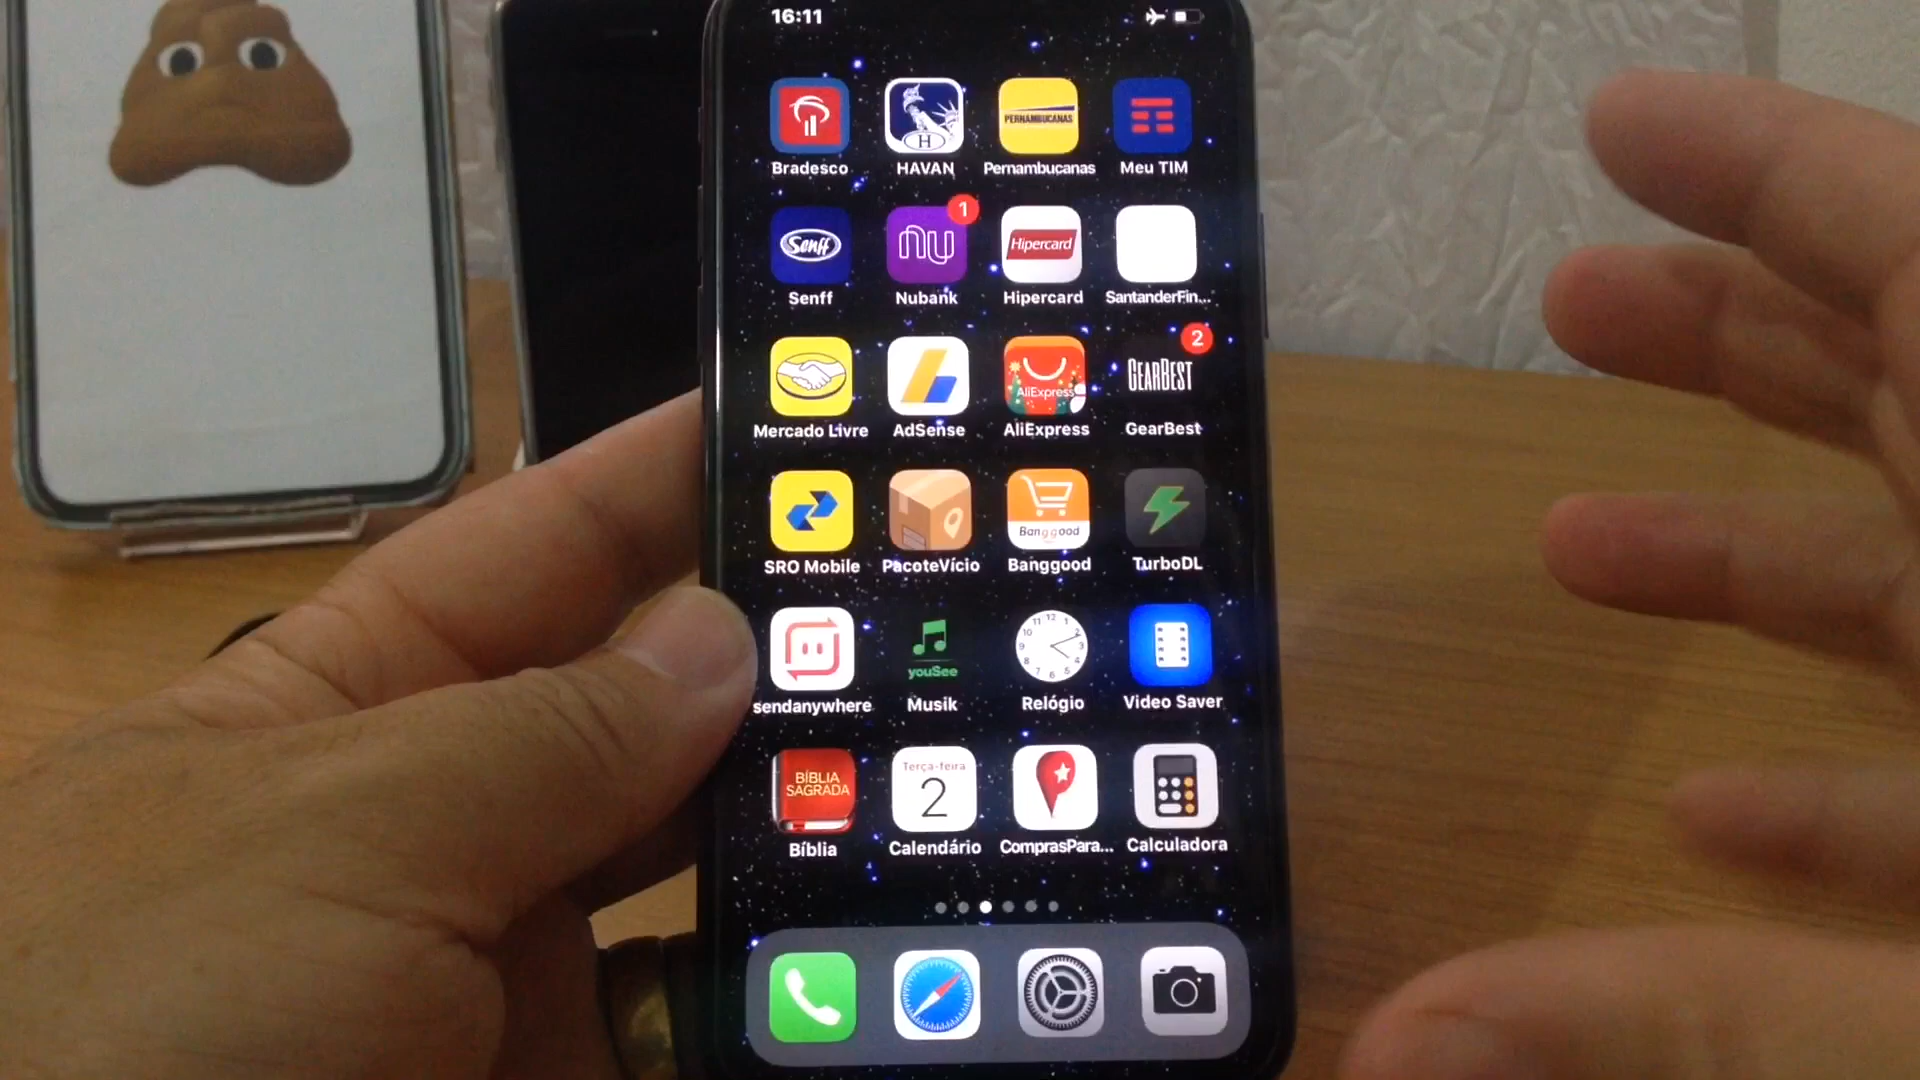 16:11
PERNAMBUCANAS
H
Bradesco HAVAN Pernambucanas Meu TIM
1
Senff nu Hipercard
Senff Nubank Hipercard SantanderFin...
2
AliExpress GEARBEST
Mercado Livre AdSense AliExpress GearBest
Banggood
SRO Mobile PacoteVício Banggood TurboDL
youSee
sendanywhere Musik Relógio Video Saver
BÍBLIA
SAGRADA
Terça-feira
2
Bíblia Calendário ComprasPara... Calculadora